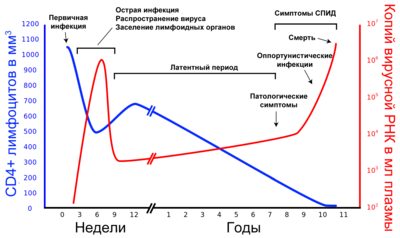 Симптомы СПИД
Острая инфекция
Распространение вируса
Заселение лимфоидных органов
Первичная
инфекция
Смерть
Оппортунистические
инфекции
Латентный период
Патологические
симптомы
CD4+ лимфоцитов в мм³
1200
1100
1000
900
800
700
600
500
400
300
200
100
0
Копий вирусной РНК в мл плазмы
10⁷
10⁶
10⁵
10⁴
10³
10²
0 3 6 9 12 1 2 3 4 5 6 7 8 9 10 11
Недели Годы